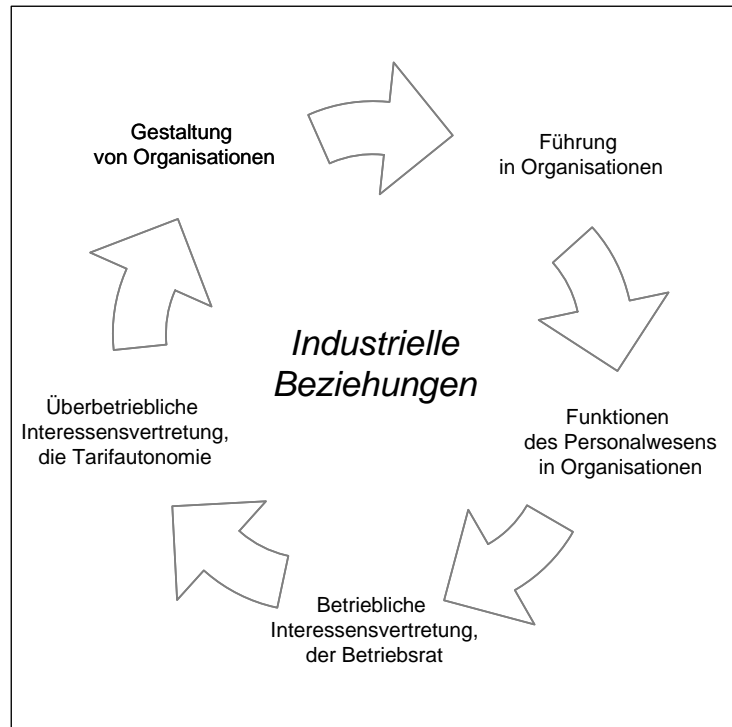 Gestaltung
von Organisationen
Führung
in Organisationen
Industrielle
Beziehungen
Funktionen
des Personalwesens
in Organisationen
Betriebliche
Interessensvertretung,
der Betriebsrat
Überbetriebliche
Interessensvertretung,
die Tarifautonomie